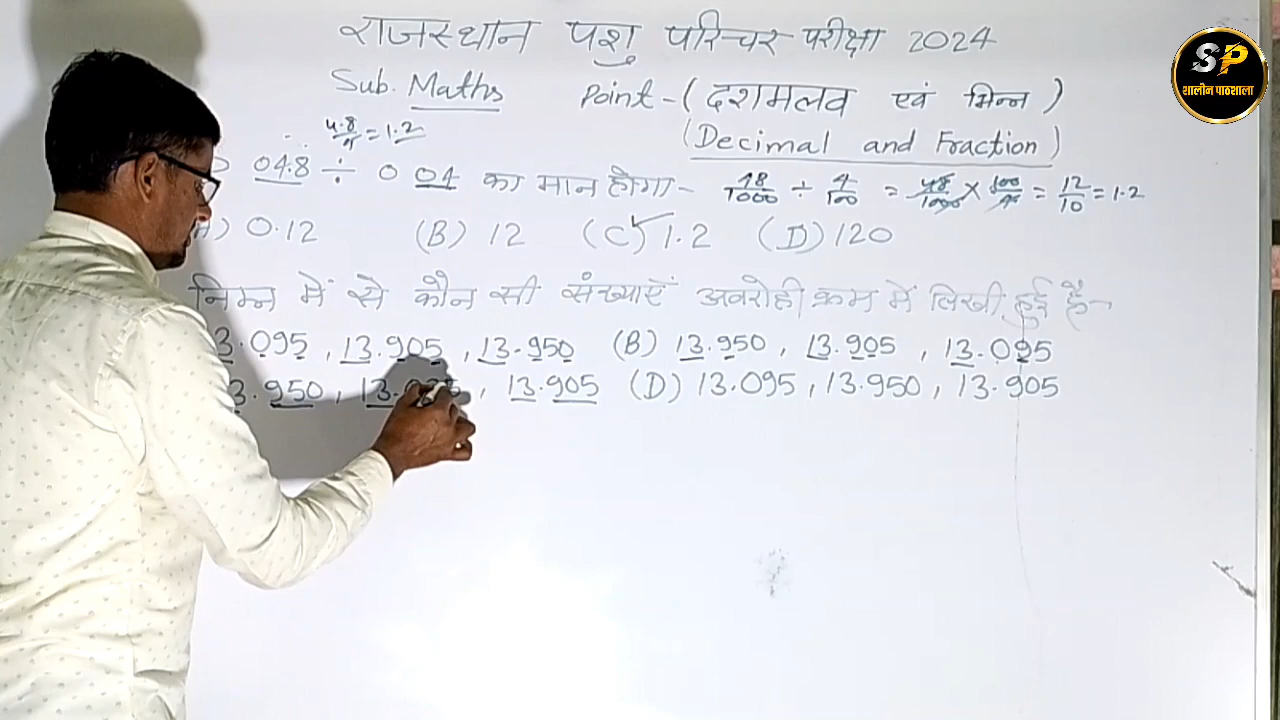 राजस्थान पशु परिचर परीक्षा 2024
SP
शालीन पाठशाला
Sub. Maths Point - (दशमलव एवं भिन्न)
(Decimal and Fraction)
4.8/4 = 1.2
04.8 ÷ 0 04 का मान होगा - 48/1000 ÷ 4/100 = 48/1000 × 100/4 = 12/10 = 1.2
) 0.12 (B) 12 (C) 1.2 (D) 120
निम्न में से कौन सी संख्याएँ अवरोही क्रम में लिखी हुई है -
3.095, 13.905, 13.950 (B) 13.950, 13.905, 13.095
3.950, 13. 5, 13.905 (D) 13.095, 13.950, 13.905